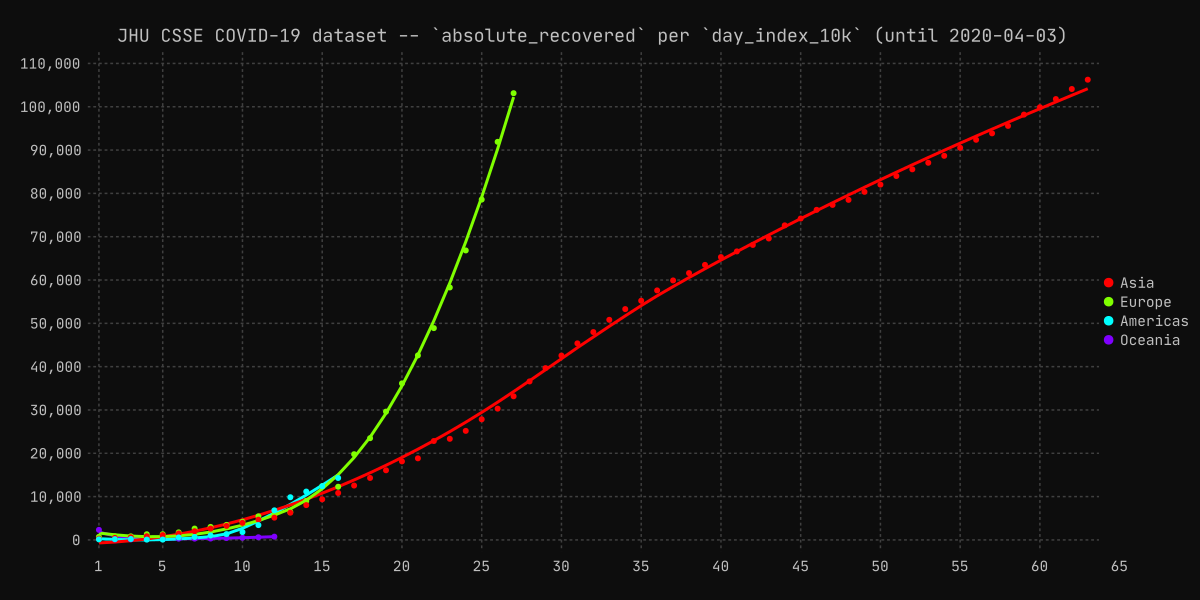 JHU CSSE COVID-19 dataset -- `absolute_recovered` per `day_index_10k` (until 2020-04-03)
110,000
100,000
90,000
80,000
70,000
60,000
50,000
40,000
30,000
20,000
10,000
0
1 5 10 15 20 25 30 35 40 45 50 55 60 65
Asia
Europe
Americas
Oceania